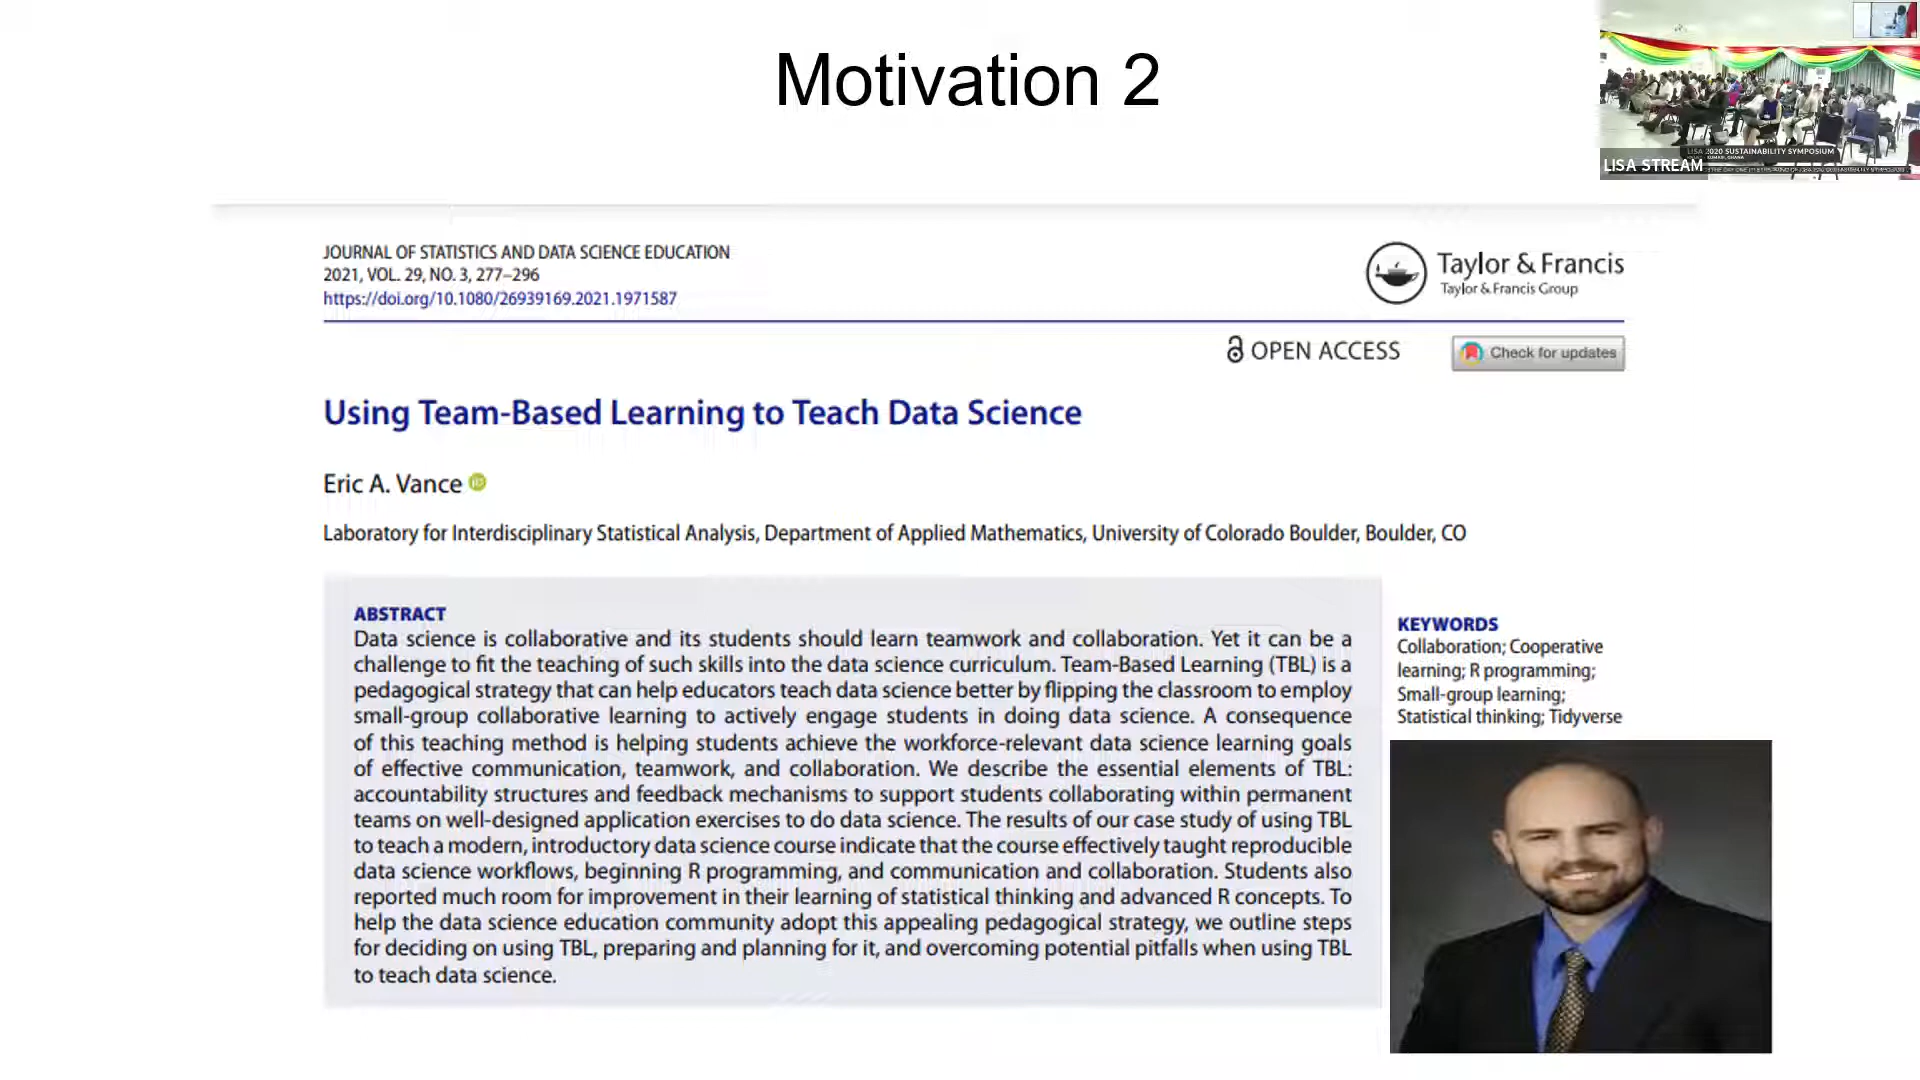 Motivation 2
LISA 2020 SUSTAINABILITY SYMPOSIUM
LISA STREAM
JOURNAL OF STATISTICS AND DATA SCIENCE EDUCATION
2021, VOL. 29, NO. 3, 277–296
https://doi.org/10.1080/26939169.2021.1971587
Taylor & Francis
Taylor & Francis Group
OPEN ACCESS
Check for updates
Using Team-Based Learning to Teach Data Science
Eric A. Vance
Laboratory for Interdisciplinary Statistical Analysis, Department of Applied Mathematics, University of Colorado Boulder, Boulder, CO
ABSTRACT
Data science is collaborative and its students should learn teamwork and collaboration. Yet it can be a
challenge to fit the teaching of such skills into the data science curriculum. Team-Based Learning (TBL) is a
pedagogical strategy that can help educators teach data science better by flipping the classroom to employ
small-group collaborative learning to actively engage students in doing data science. A consequence
of this teaching method is helping students achieve the workforce-relevant data science learning goals
of effective communication, teamwork, and collaboration. We describe the essential elements of TBL:
accountability structures and feedback mechanisms to support students collaborating within permanent
teams on well-designed application exercises to do data science. The results of our case study of using TBL
to teach a modern, introductory data science course indicate that the course effectively taught reproducible
data science workflows, beginning R programming, and communication and collaboration. Students also
reported much room for improvement in their learning of statistical thinking and advanced R concepts. To
help the data science education community adopt this appealing pedagogical strategy, we outline steps
for deciding on using TBL, preparing and planning for it, and overcoming potential pitfalls when using TBL
to teach data science.
KEYWORDS
Collaboration; Cooperative
learning; R programming;
Small-group learning;
Statistical thinking; Tidyverse